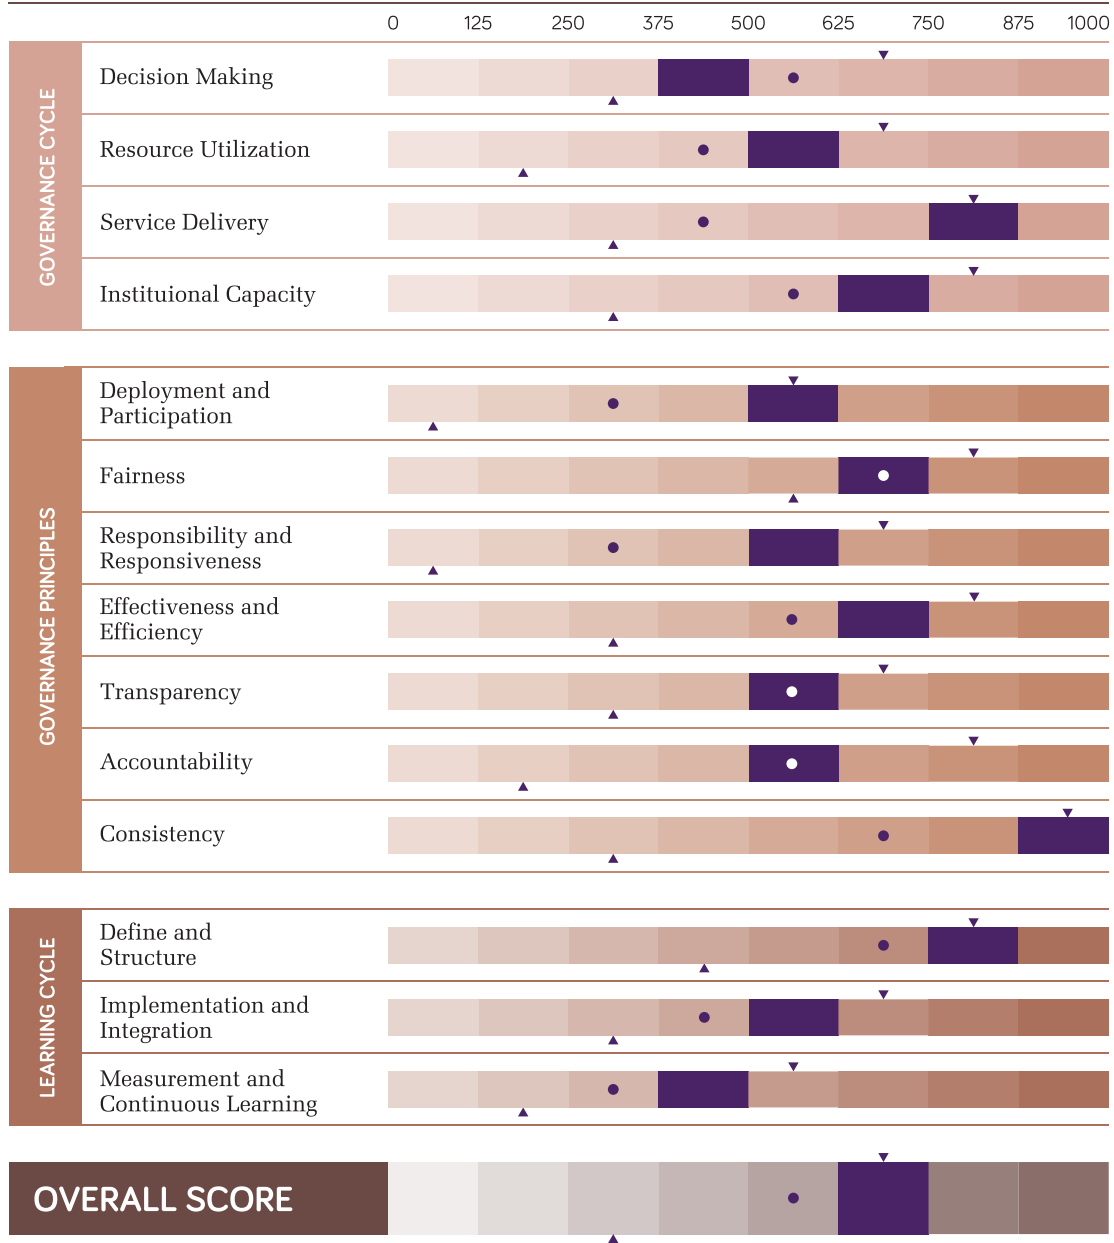 0 125 250 375 500 625 750 875 1000
GOVERNANCE CYCLE
Decision Making
Resource Utilization
Service Delivery
Instituional Capacity
GOVERNANCE PRINCIPLES
Deployment and
Participation
Fairness
Responsibility and
Responsiveness
Effectiveness and
Efficiency
Transparency
Accountability
Consistency
LEARNING CYCLE
Define and
Structure
Implementation and
Integration
Measurement and
Continuous Learning
OVERALL SCORE